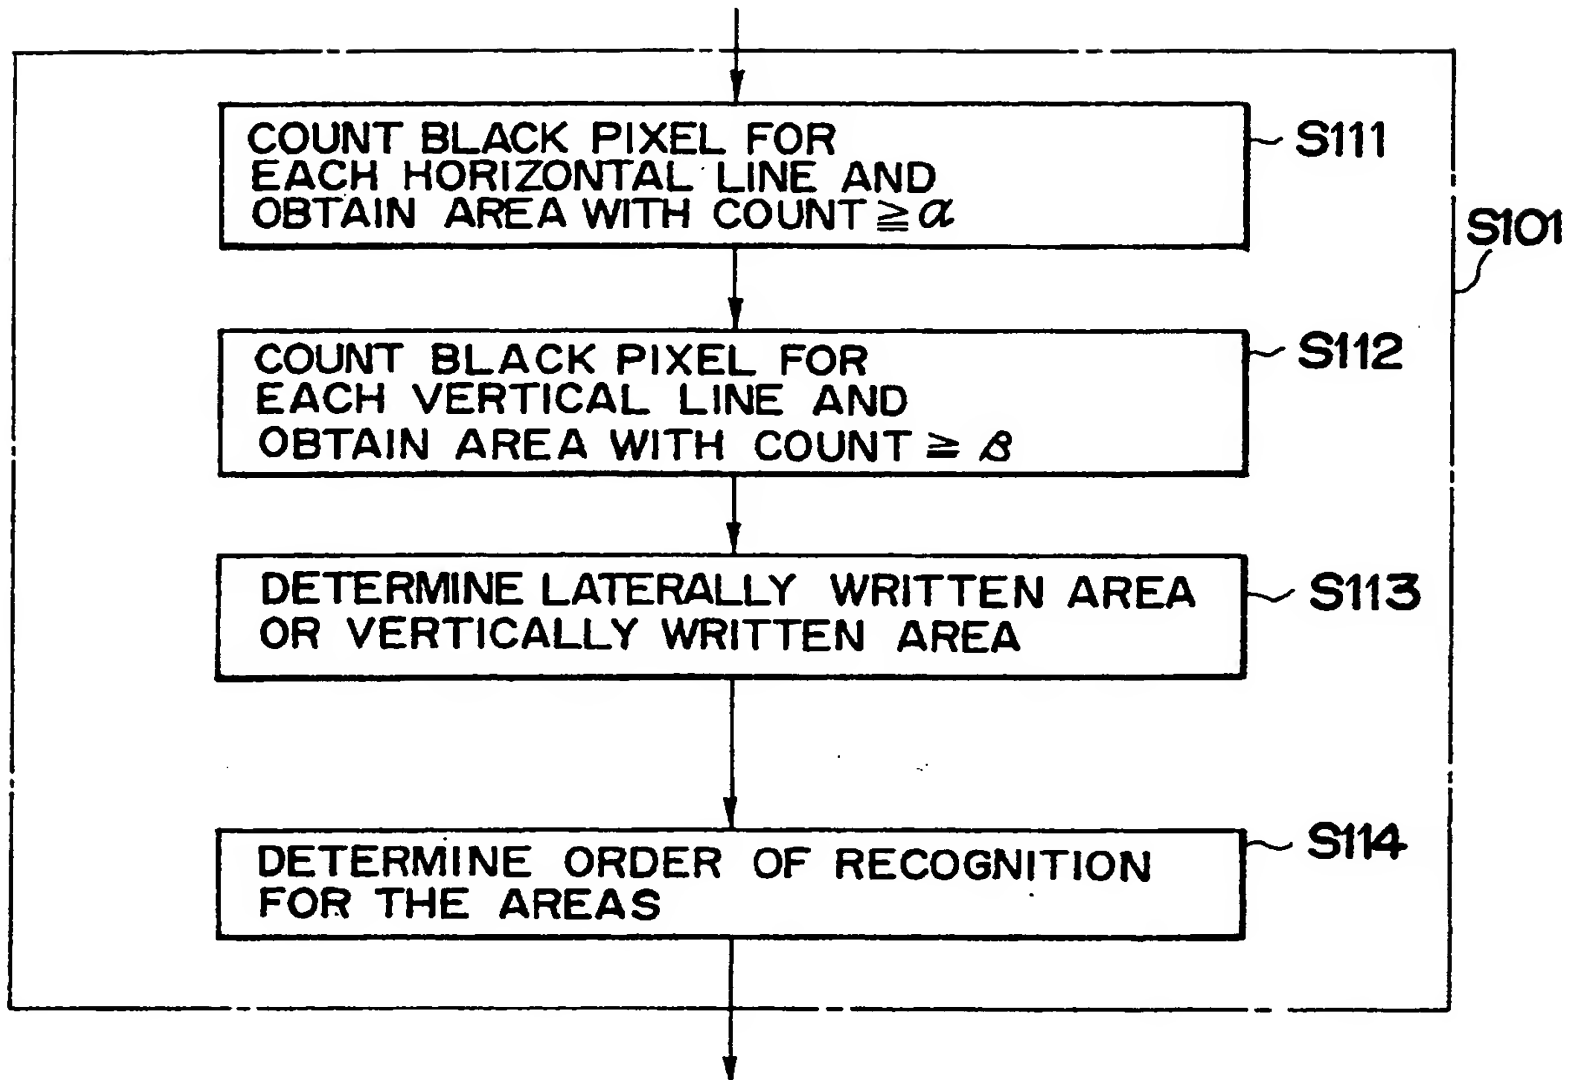 COUNT BLACK PIXEL FOR
EACH HORIZONTAL LINE AND
OBTAIN AREA WITH COUNT ≧ α
S111
S101
COUNT BLACK PIXEL FOR
EACH VERTICAL LINE AND
OBTAIN AREA WITH COUNT ≧ β
S112
DETERMINE LATERALLY WRITTEN AREA
OR VERTICALLY WRITTEN AREA
S113
DETERMINE ORDER OF RECOGNITION
FOR THE AREAS
S114